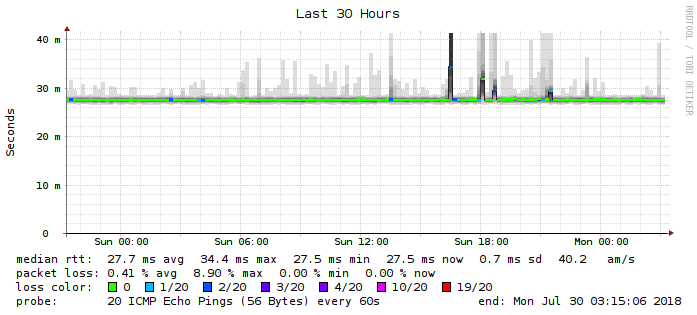 Last 30 Hours
RRDTOOL / TOBI OETIKER
Seconds
40 m
30 m
20 m
10 m
0
Sun 00:00 Sun 06:00 Sun 12:00 Sun 18:00 Mon 00:00
median rtt: 27.7 ms avg 34.4 ms max 27.5 ms min 27.5 ms now 0.7 ms sd 40.2 am/s
packet loss: 0.41 % avg 8.90 % max 0.00 % min 0.00 % now
loss color: 0 1/20 2/20 3/20 4/20 10/20 19/20
probe: 20 ICMP Echo Pings (56 Bytes) every 60s end: Mon Jul 30 03:15:06 2018